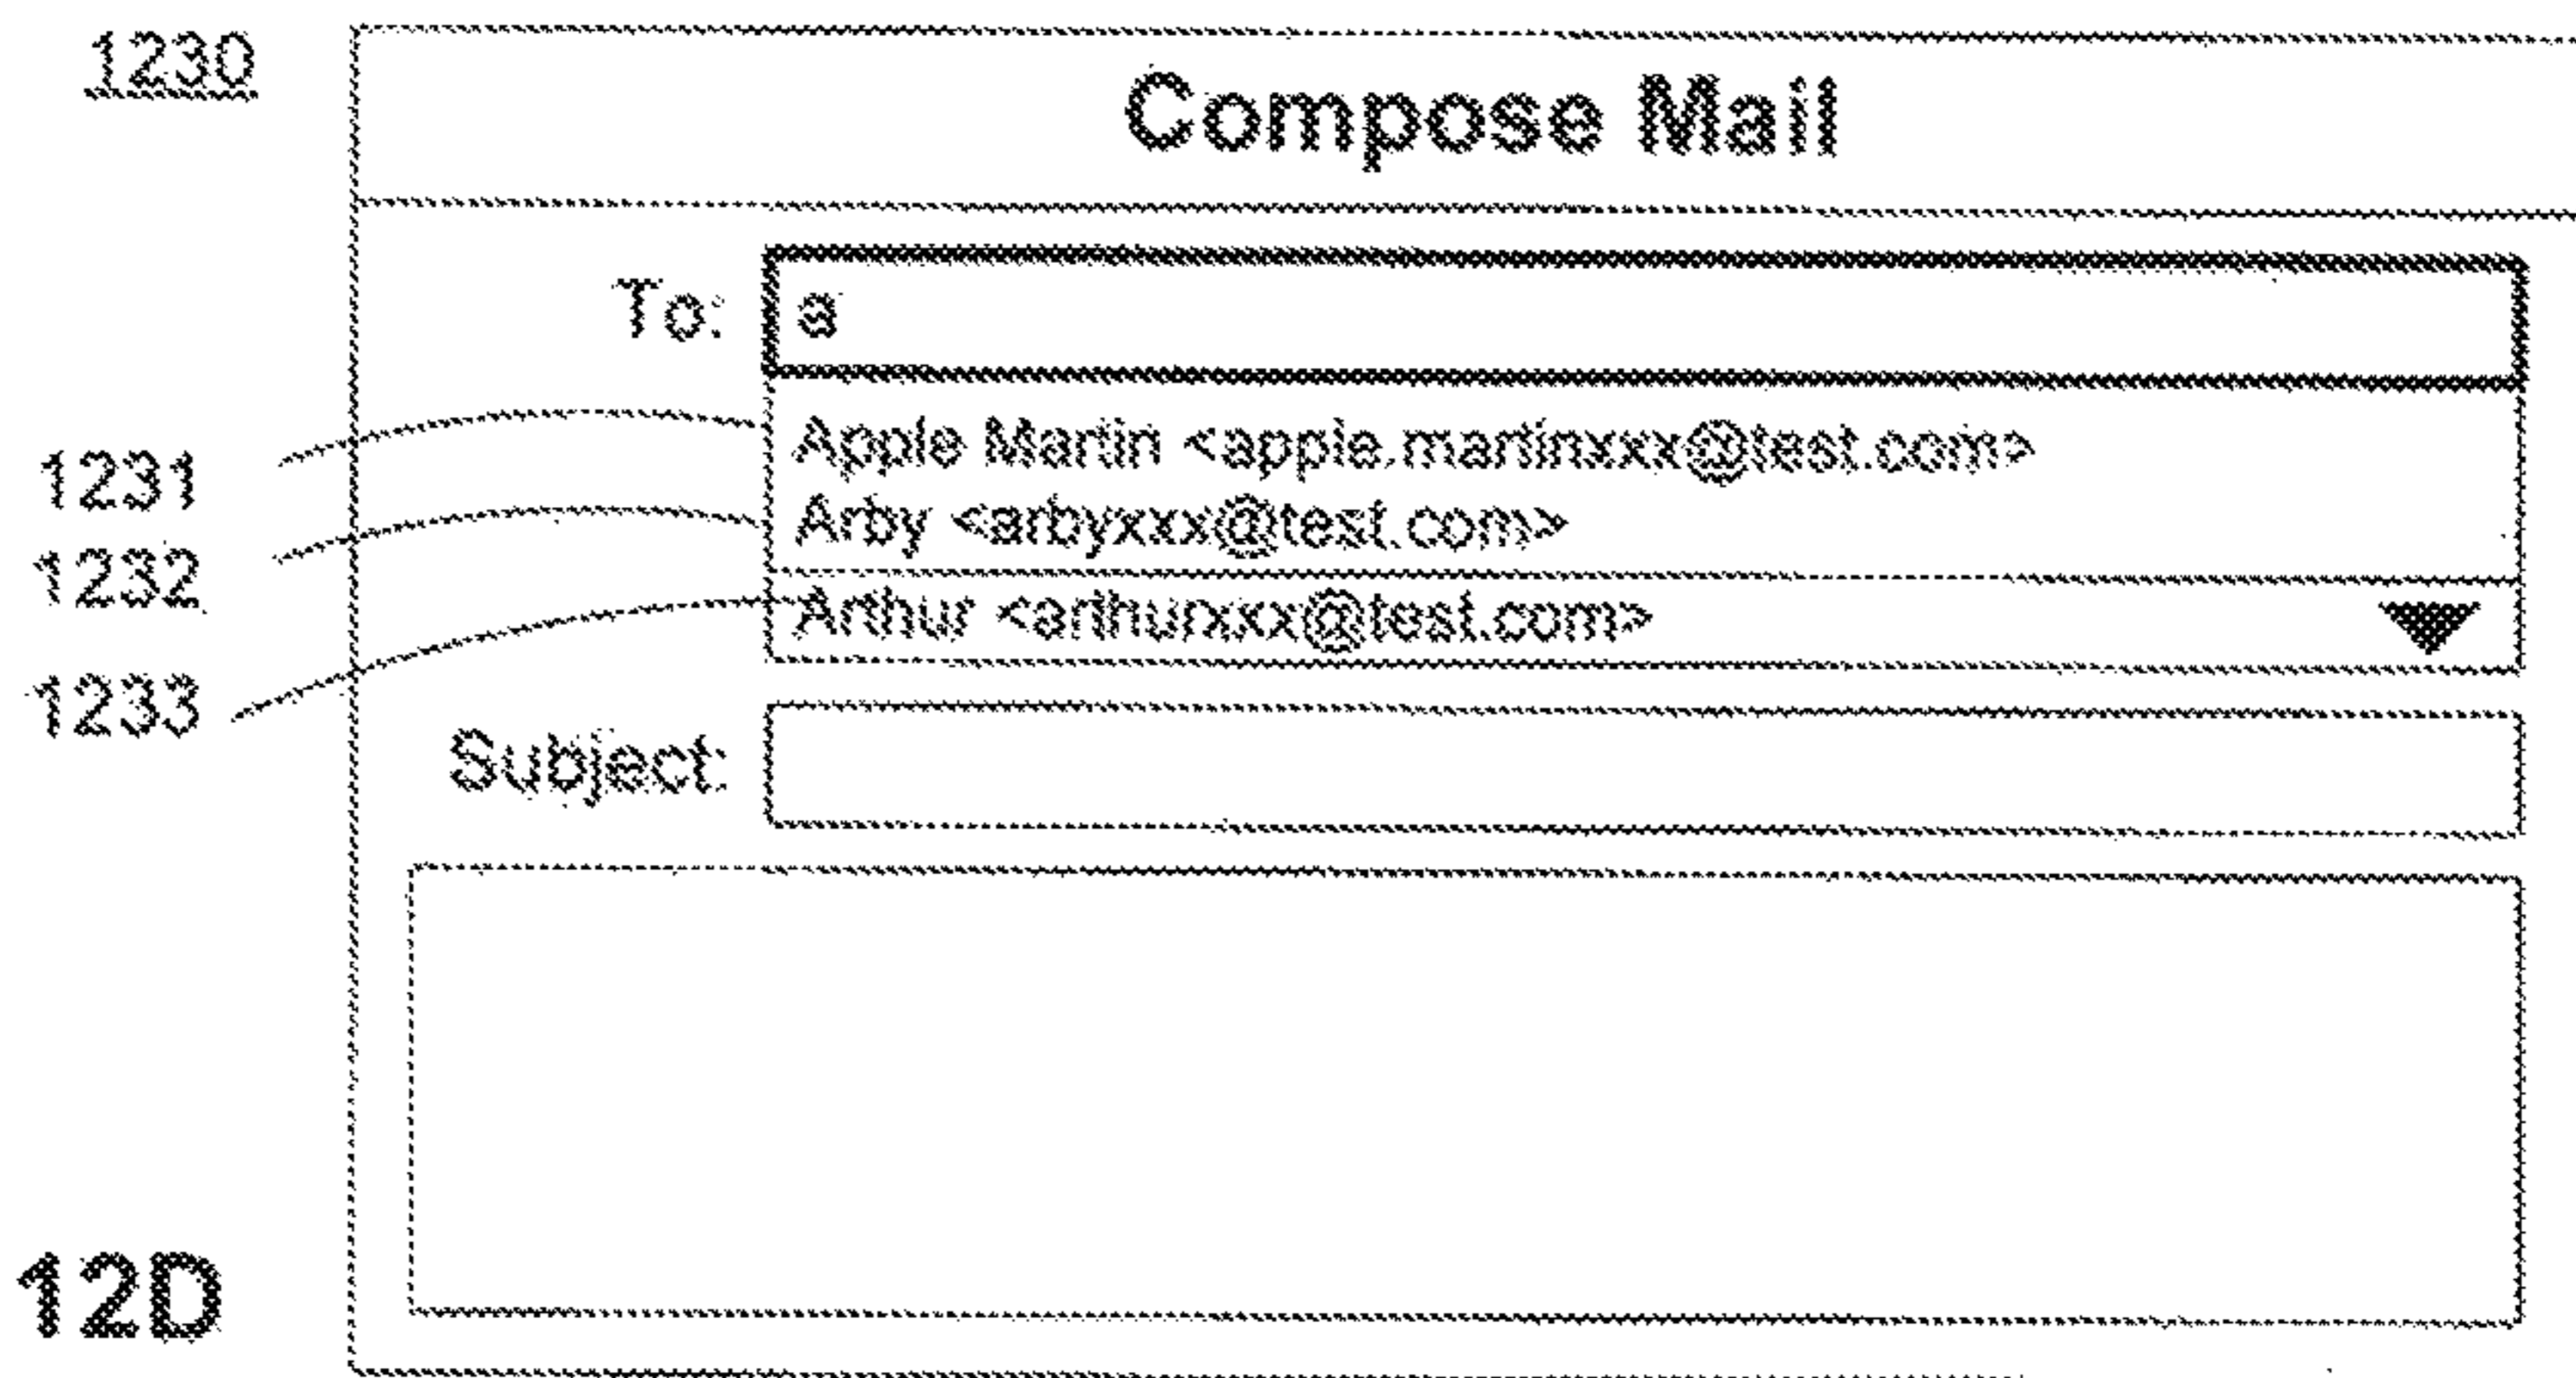 1230
Compose Mail
To: a
1231 Apple Martin <apple.martinxxx@test.com>
1232 Arby <arbyxxx@test.com>
1233 Arthur <arthurxxx@test.com>
Subject:
12D